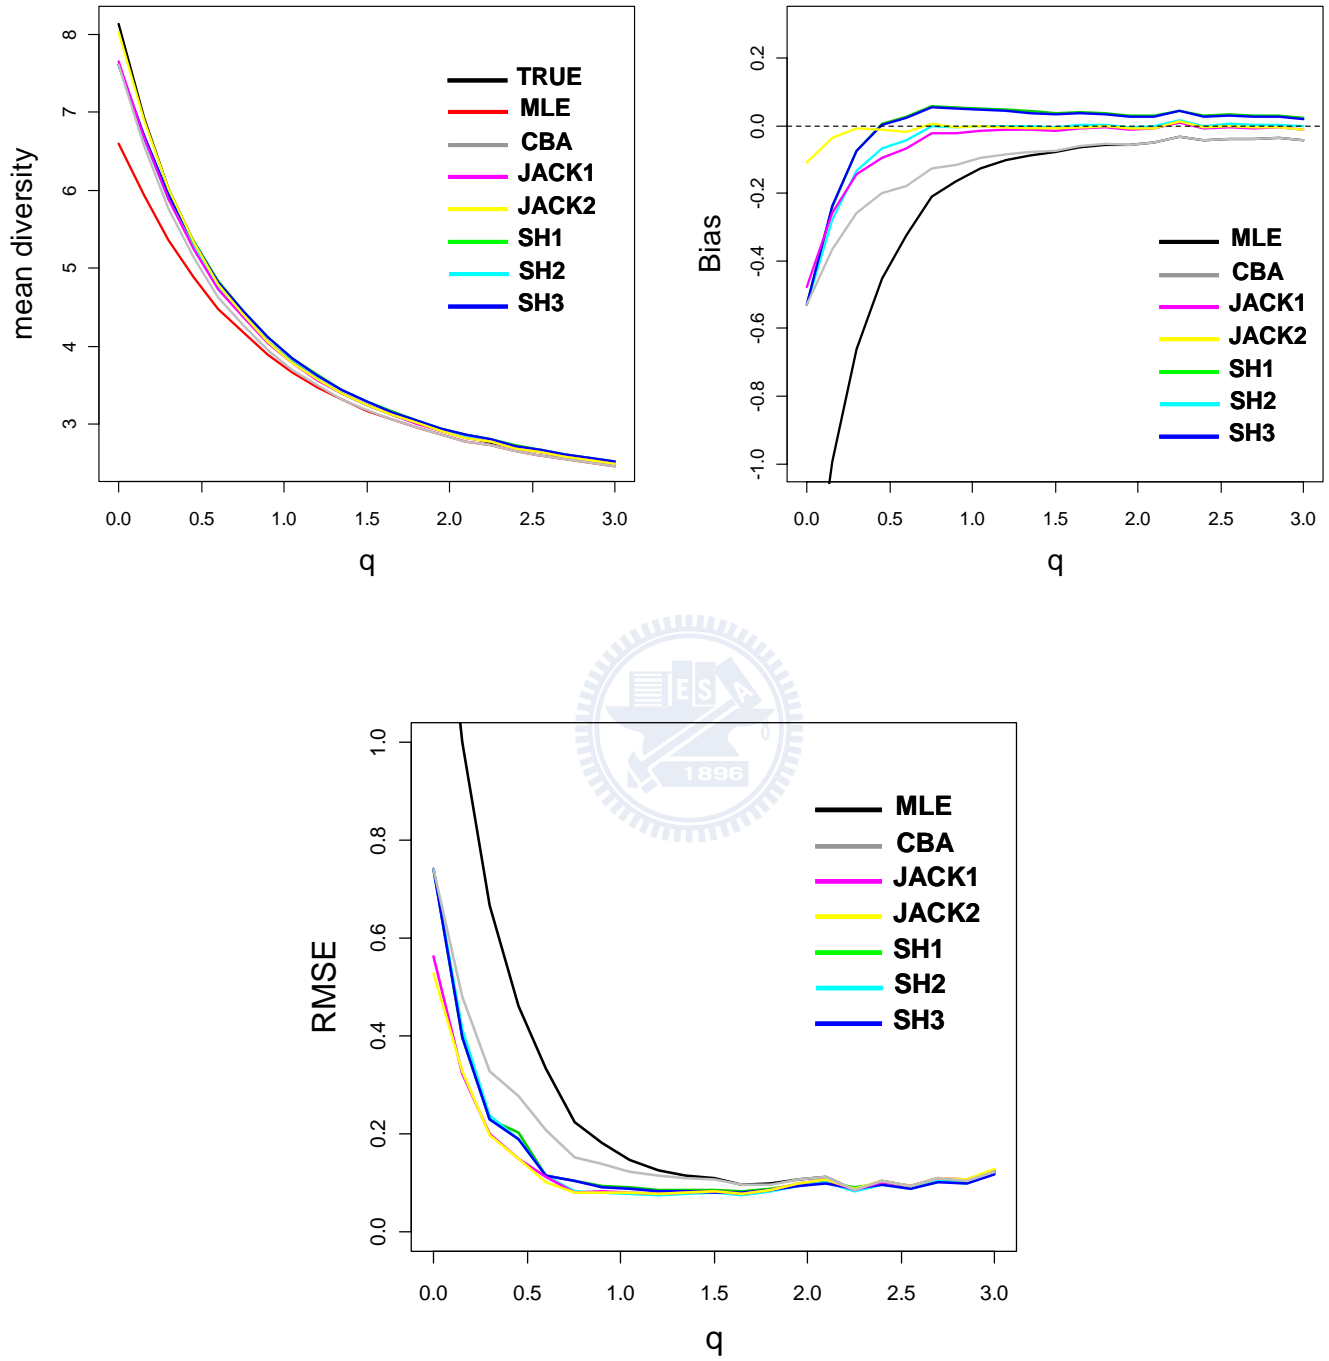 mean diversity
8
7
6
5
4
3
TRUE
MLE
CBA
JACK1
JACK2
SH1
SH2
SH3
0.0 0.5 1.0 1.5 2.0 2.5 3.0
q
Bias
0.2
0.0
-0.2
-0.4
-0.6
-0.8
-1.0
MLE
CBA
JACK1
JACK2
SH1
SH2
SH3
0.0 0.5 1.0 1.5 2.0 2.5 3.0
q
E S A
1896
RMSE
1.0
0.8
0.6
0.4
0.2
0.0
MLE
CBA
JACK1
JACK2
SH1
SH2
SH3
0.0 0.5 1.0 1.5 2.0 2.5 3.0
q